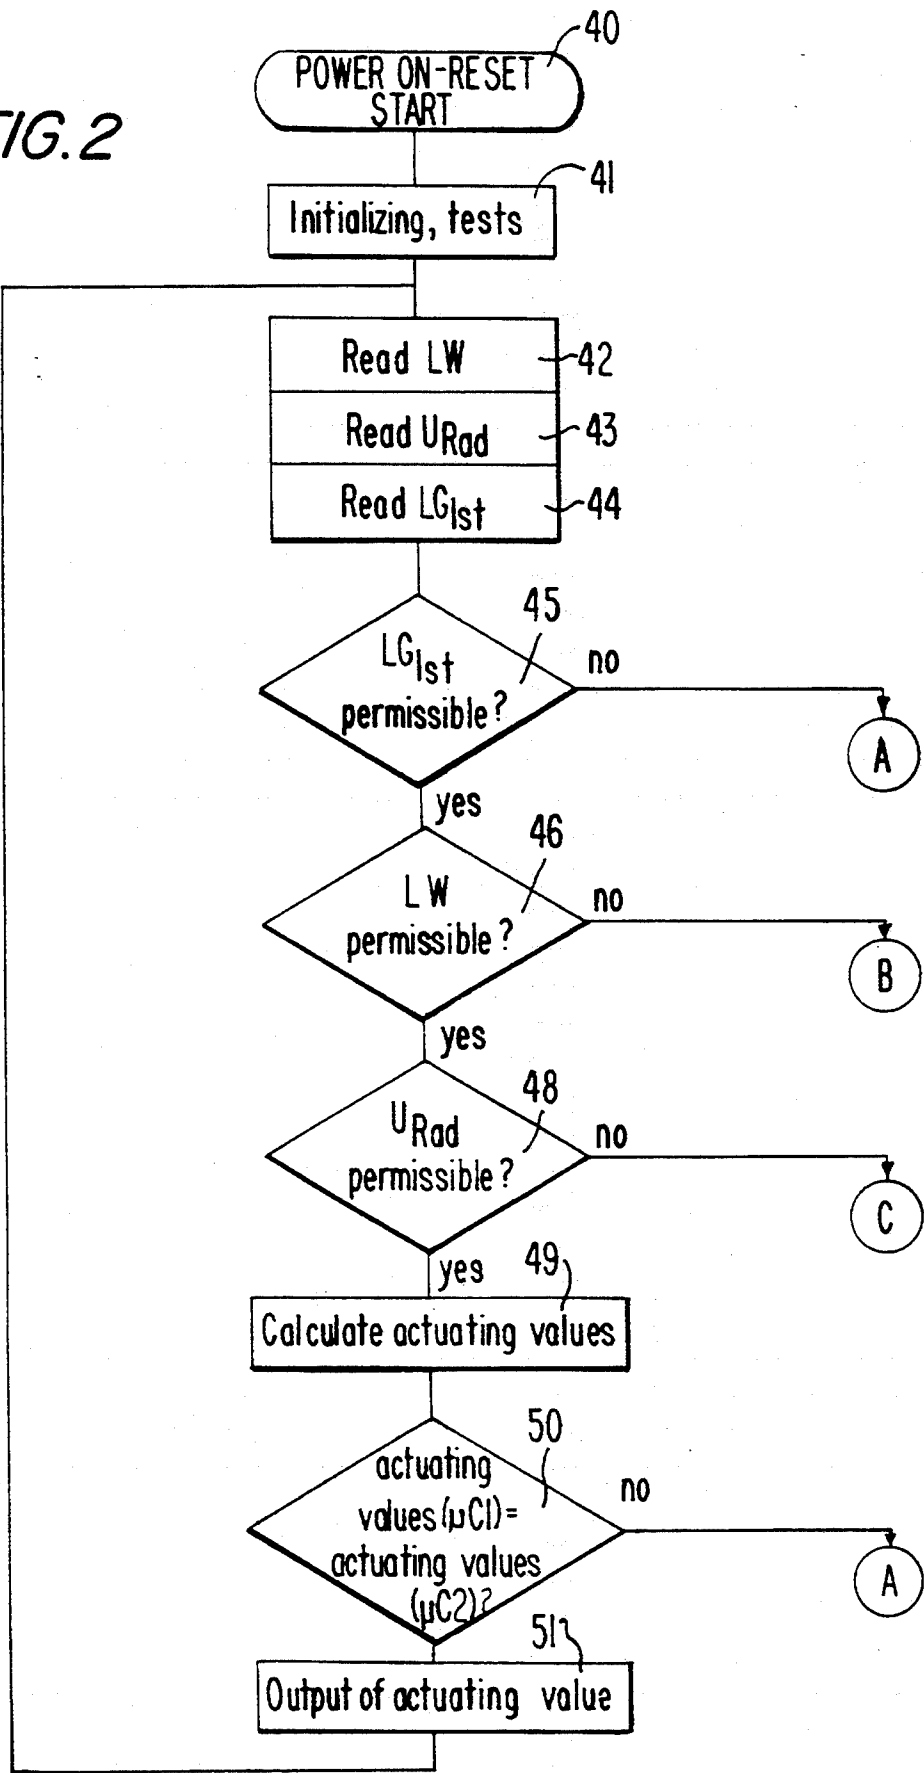 FIG. 2
40
POWER ON-RESET
START
41
Initializing, tests
Read LW
42
Read URad
43
Read LGIst
44
45
LGIst
permissible?
no
A
yes
46
LW
permissible?
no
B
yes
48
URad
permissible?
no
C
yes
49
Calculate actuating values
50
actuating
values (µC1)=
actuating values
(µC2)?
no
A
51
Output of actuating value